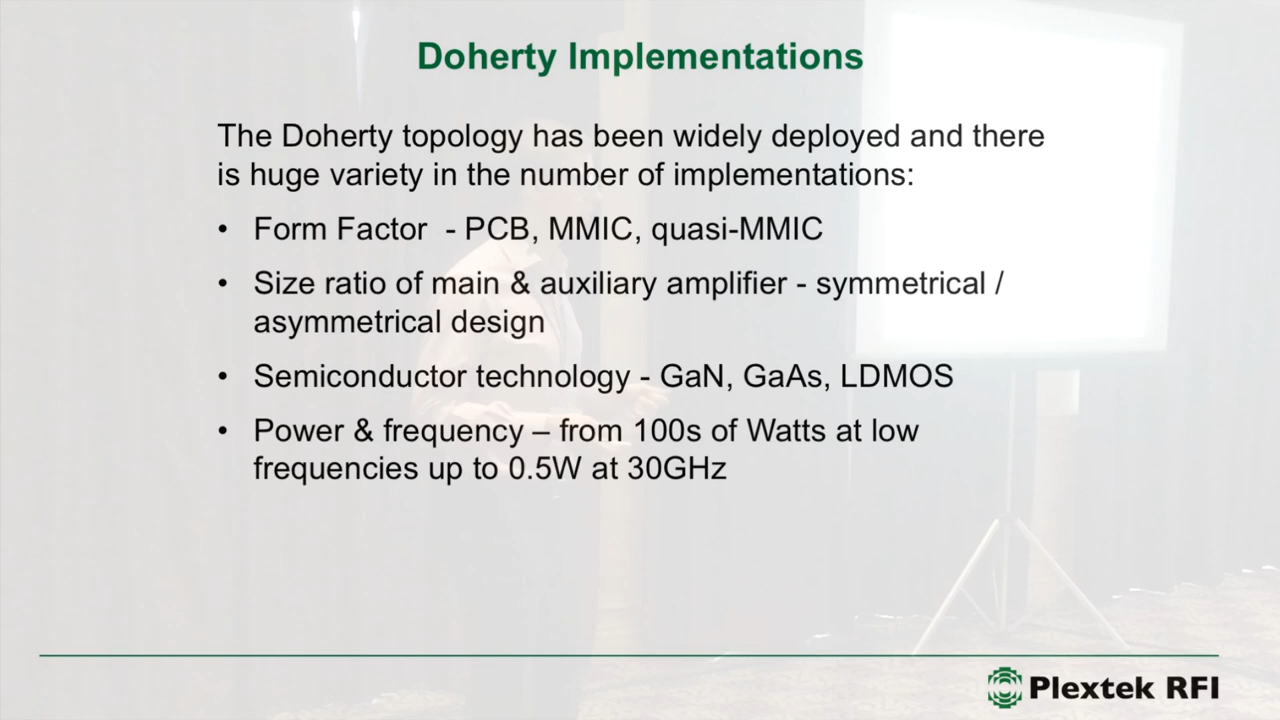 Doherty Implementations
The Doherty topology has been widely deployed and there
is huge variety in the number of implementations:
• Form Factor - PCB, MMIC, quasi-MMIC
• Size ratio of main & auxiliary amplifier - symmetrical /
asymmetrical design
• Semiconductor technology - GaN, GaAs, LDMOS
• Power & frequency – from 100s of Watts at low
frequencies up to 0.5W at 30GHz
Plextek RFI